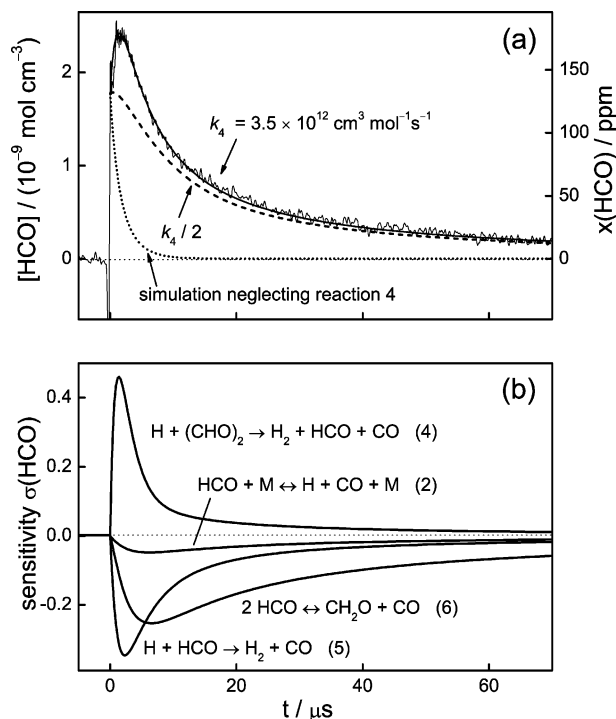 (a)
[HCO] / (10⁻⁹ mol cm⁻³)
2
1
0
x(HCO) / ppm
150
100
50
0
k₄ = 3.5 × 10¹² cm³ mol⁻¹s⁻¹
k₄ / 2
simulation neglecting reaction 4
(b)
sensitivity σ(HCO)
0.4
0.2
0.0
-0.2
H + (CHO)₂ → H₂ + HCO + CO (4)
HCO + M ↔ H + CO + M (2)
2 HCO ↔ CH₂O + CO (6)
H + HCO → H₂ + CO (5)
0 20 40 60
t / μs